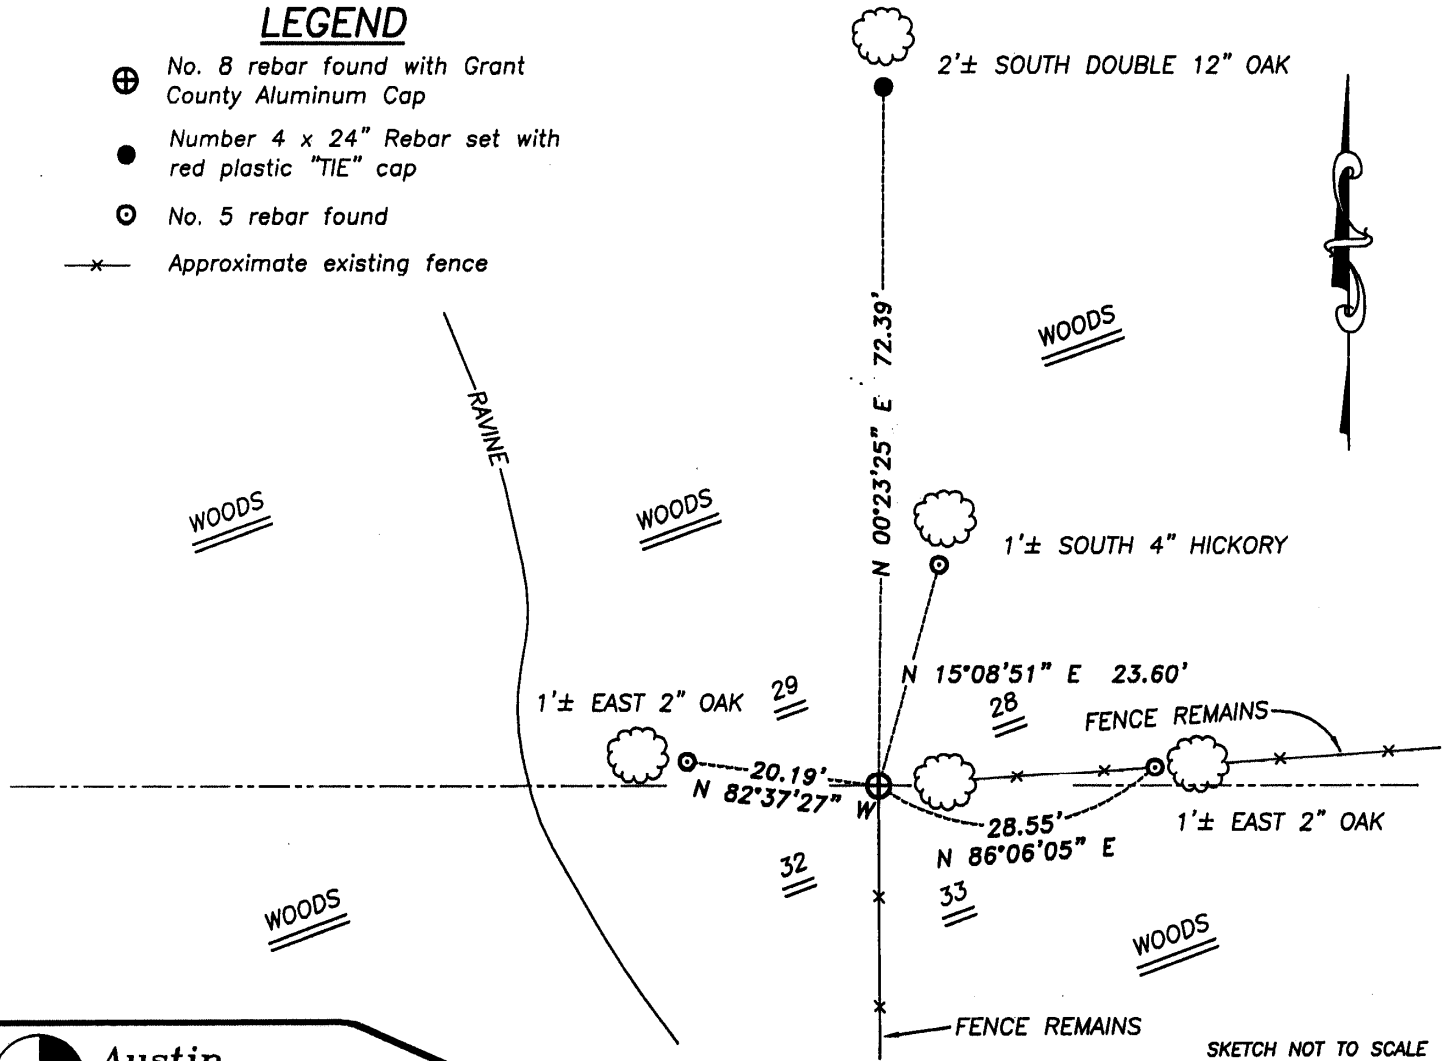 LEGEND
No. 8 rebar found with Grant
County Aluminum Cap
Number 4 x 24" Rebar set with
red plastic "TIE" cap
No. 5 rebar found
Approximate existing fence
2'± SOUTH DOUBLE 12" OAK
WOODS
N 00°23'25" E 72.39'
RAVINE
WOODS
WOODS
1'± SOUTH 4" HICKORY
N 15°08'51" E 23.60'
1'± EAST 2" OAK
29
28
FENCE REMAINS
20.19'
N 82°37'27" W
28.55'
N 86°06'05" E
1'± EAST 2" OAK
32
33
WOODS
WOODS
FENCE REMAINS
SKETCH NOT TO SCALE
Austin